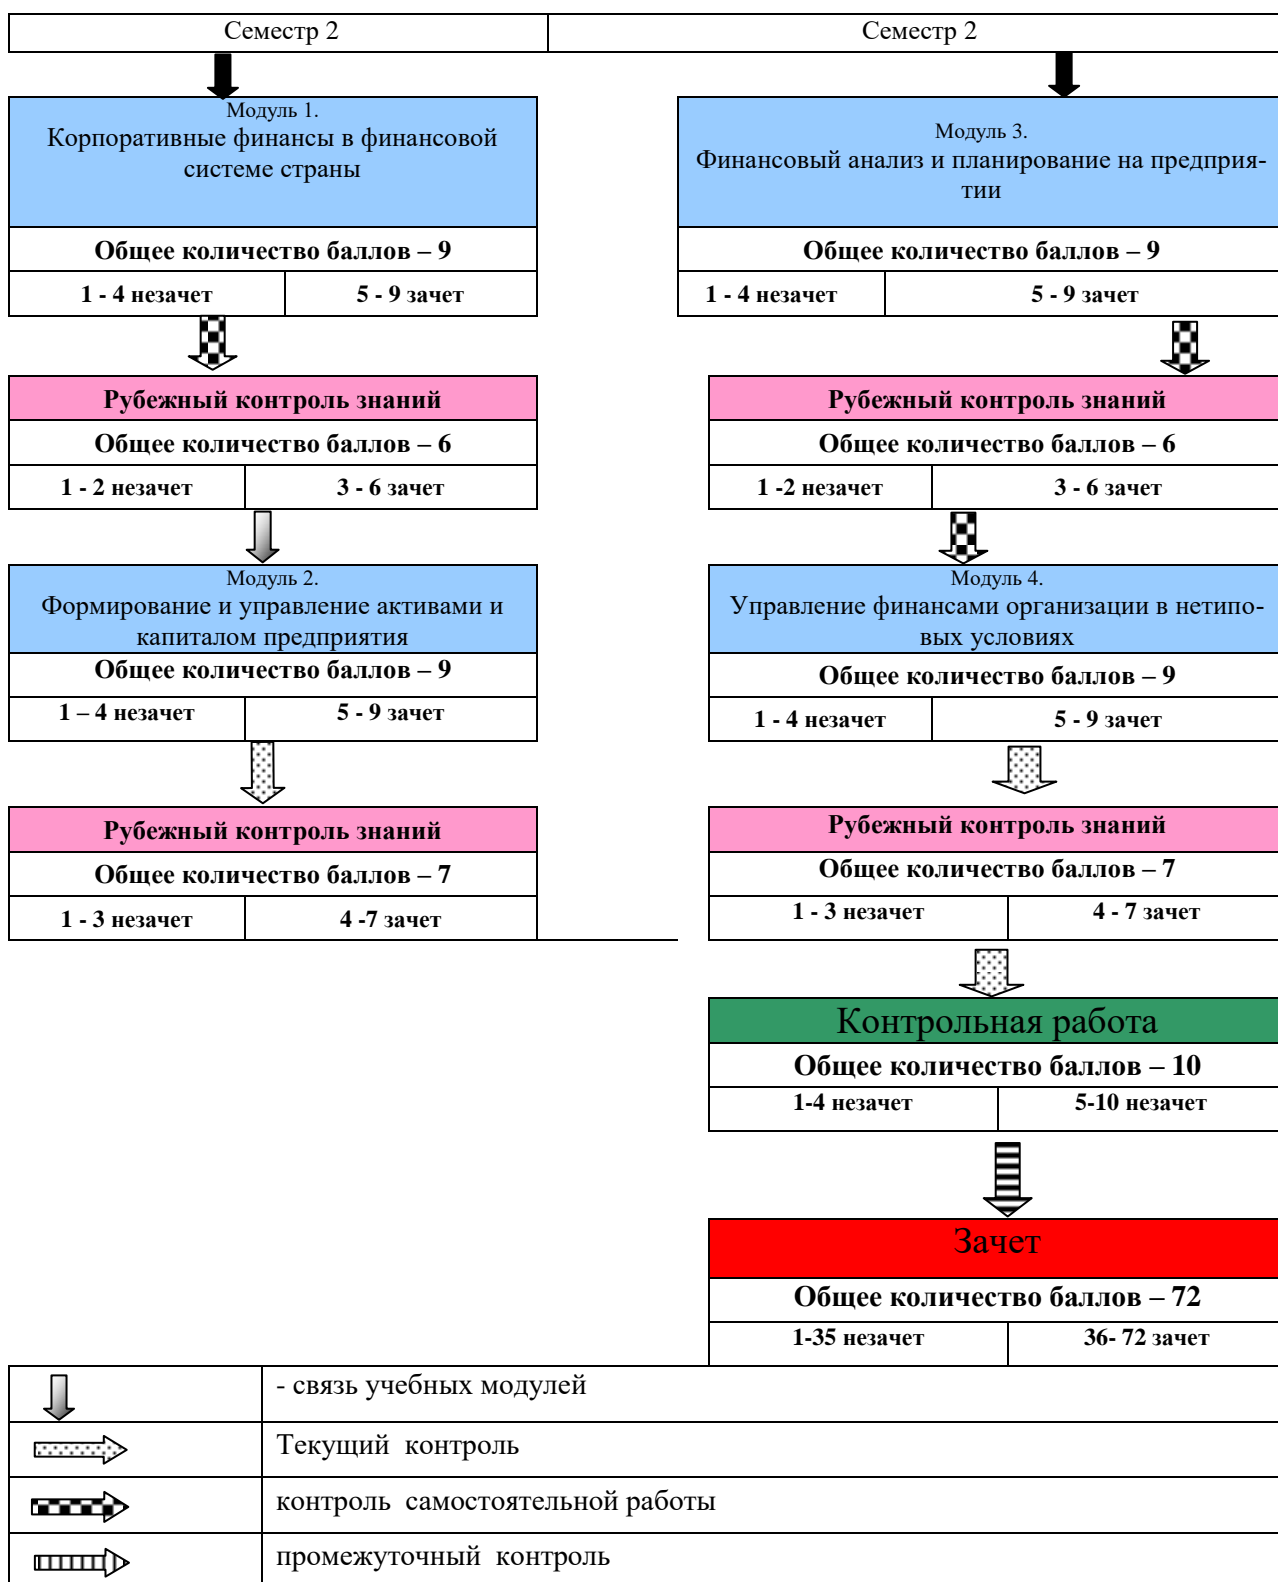 Семестр 2
Семестр 2
Модуль 1.
Корпоративные финансы в финансовой
системе страны
Общее количество баллов – 9
1 - 4 незачет
5 - 9 зачет
Рубежный контроль знаний
Общее количество баллов – 6
1 - 2 незачет
3 - 6 зачет
Модуль 2.
Формирование и управление активами и
капиталом предприятия
Общее количество баллов – 9
1 – 4 незачет
5 - 9 зачет
Рубежный контроль знаний
Общее количество баллов – 7
1 - 3 незачет
4 -7 зачет
Модуль 3.
Финансовый анализ и планирование на предприя-
тии
Общее количество баллов – 9
1 - 4 незачет
5 - 9 зачет
Рубежный контроль знаний
Общее количество баллов – 6
1 -2 незачет
3 - 6 зачет
Модуль 4.
Управление финансами организации в нетипо-
вых условиях
Общее количество баллов – 9
1 - 4 незачет
5 - 9 зачет
Рубежный контроль знаний
Общее количество баллов – 7
1 - 3 незачет
4 - 7 зачет
Контрольная работа
Общее количество баллов – 10
1-4 незачет
5-10 незачет
Зачет
Общее количество баллов – 72
1-35 незачет
36- 72 зачет
- связь учебных модулей
Текущий контроль
контроль самостоятельной работы
промежуточный контроль